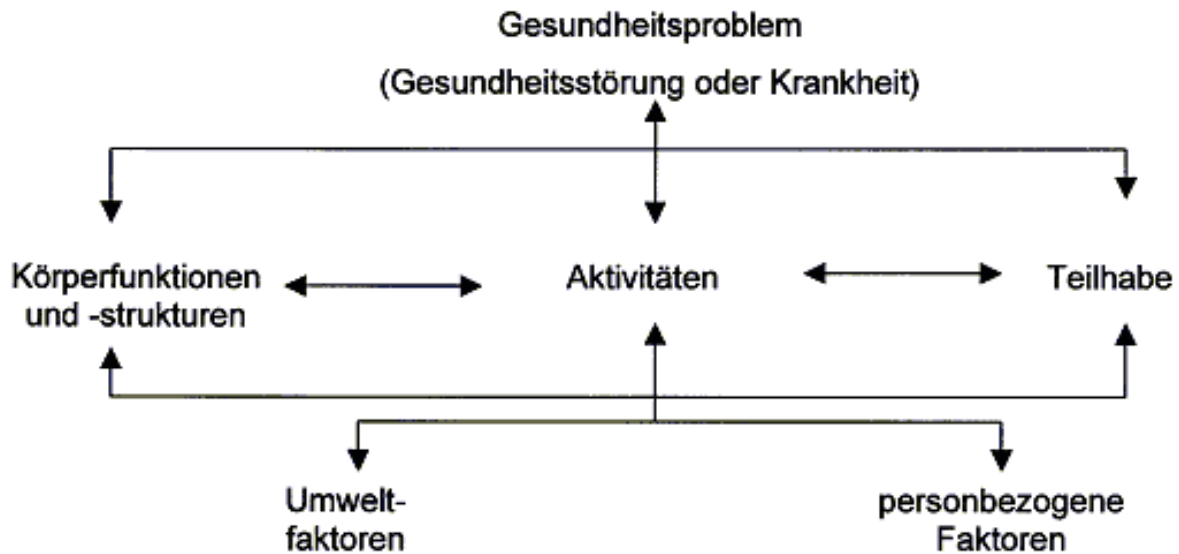 Gesundheitsproblem
(Gesundheitsstörung oder Krankheit)
Körperfunktionen
und -strukturen
Aktivitäten
Teilhabe
Umwelt-
faktoren
personbezogene
Faktoren